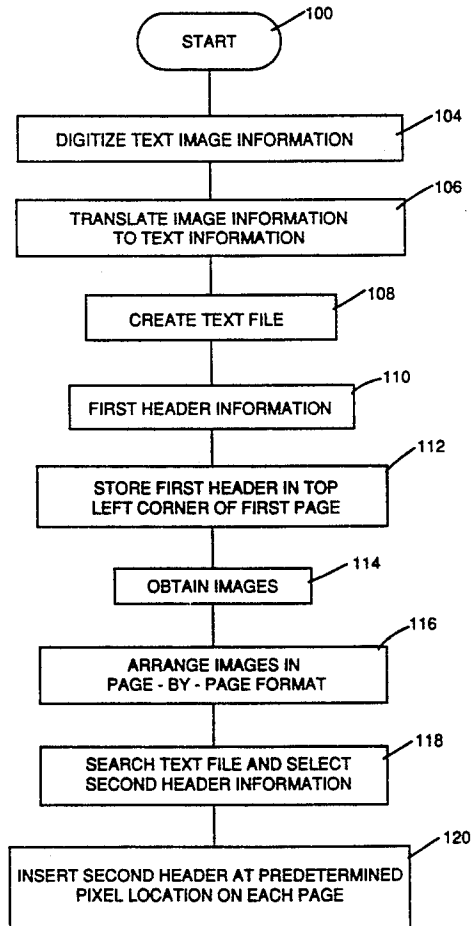 100
START
104
DIGITIZE TEXT IMAGE INFORMATION
106
TRANSLATE IMAGE INFORMATION
TO TEXT INFORMATION
108
CREATE TEXT FILE
110
FIRST HEADER INFORMATION
112
STORE FIRST HEADER IN TOP
LEFT CORNER OF FIRST PAGE
114
OBTAIN IMAGES
116
ARRANGE IMAGES IN
PAGE - BY - PAGE FORMAT
118
SEARCH TEXT FILE AND SELECT
SECOND HEADER INFORMATION
120
INSERT SECOND HEADER AT PREDETERMINED
PIXEL LOCATION ON EACH PAGE